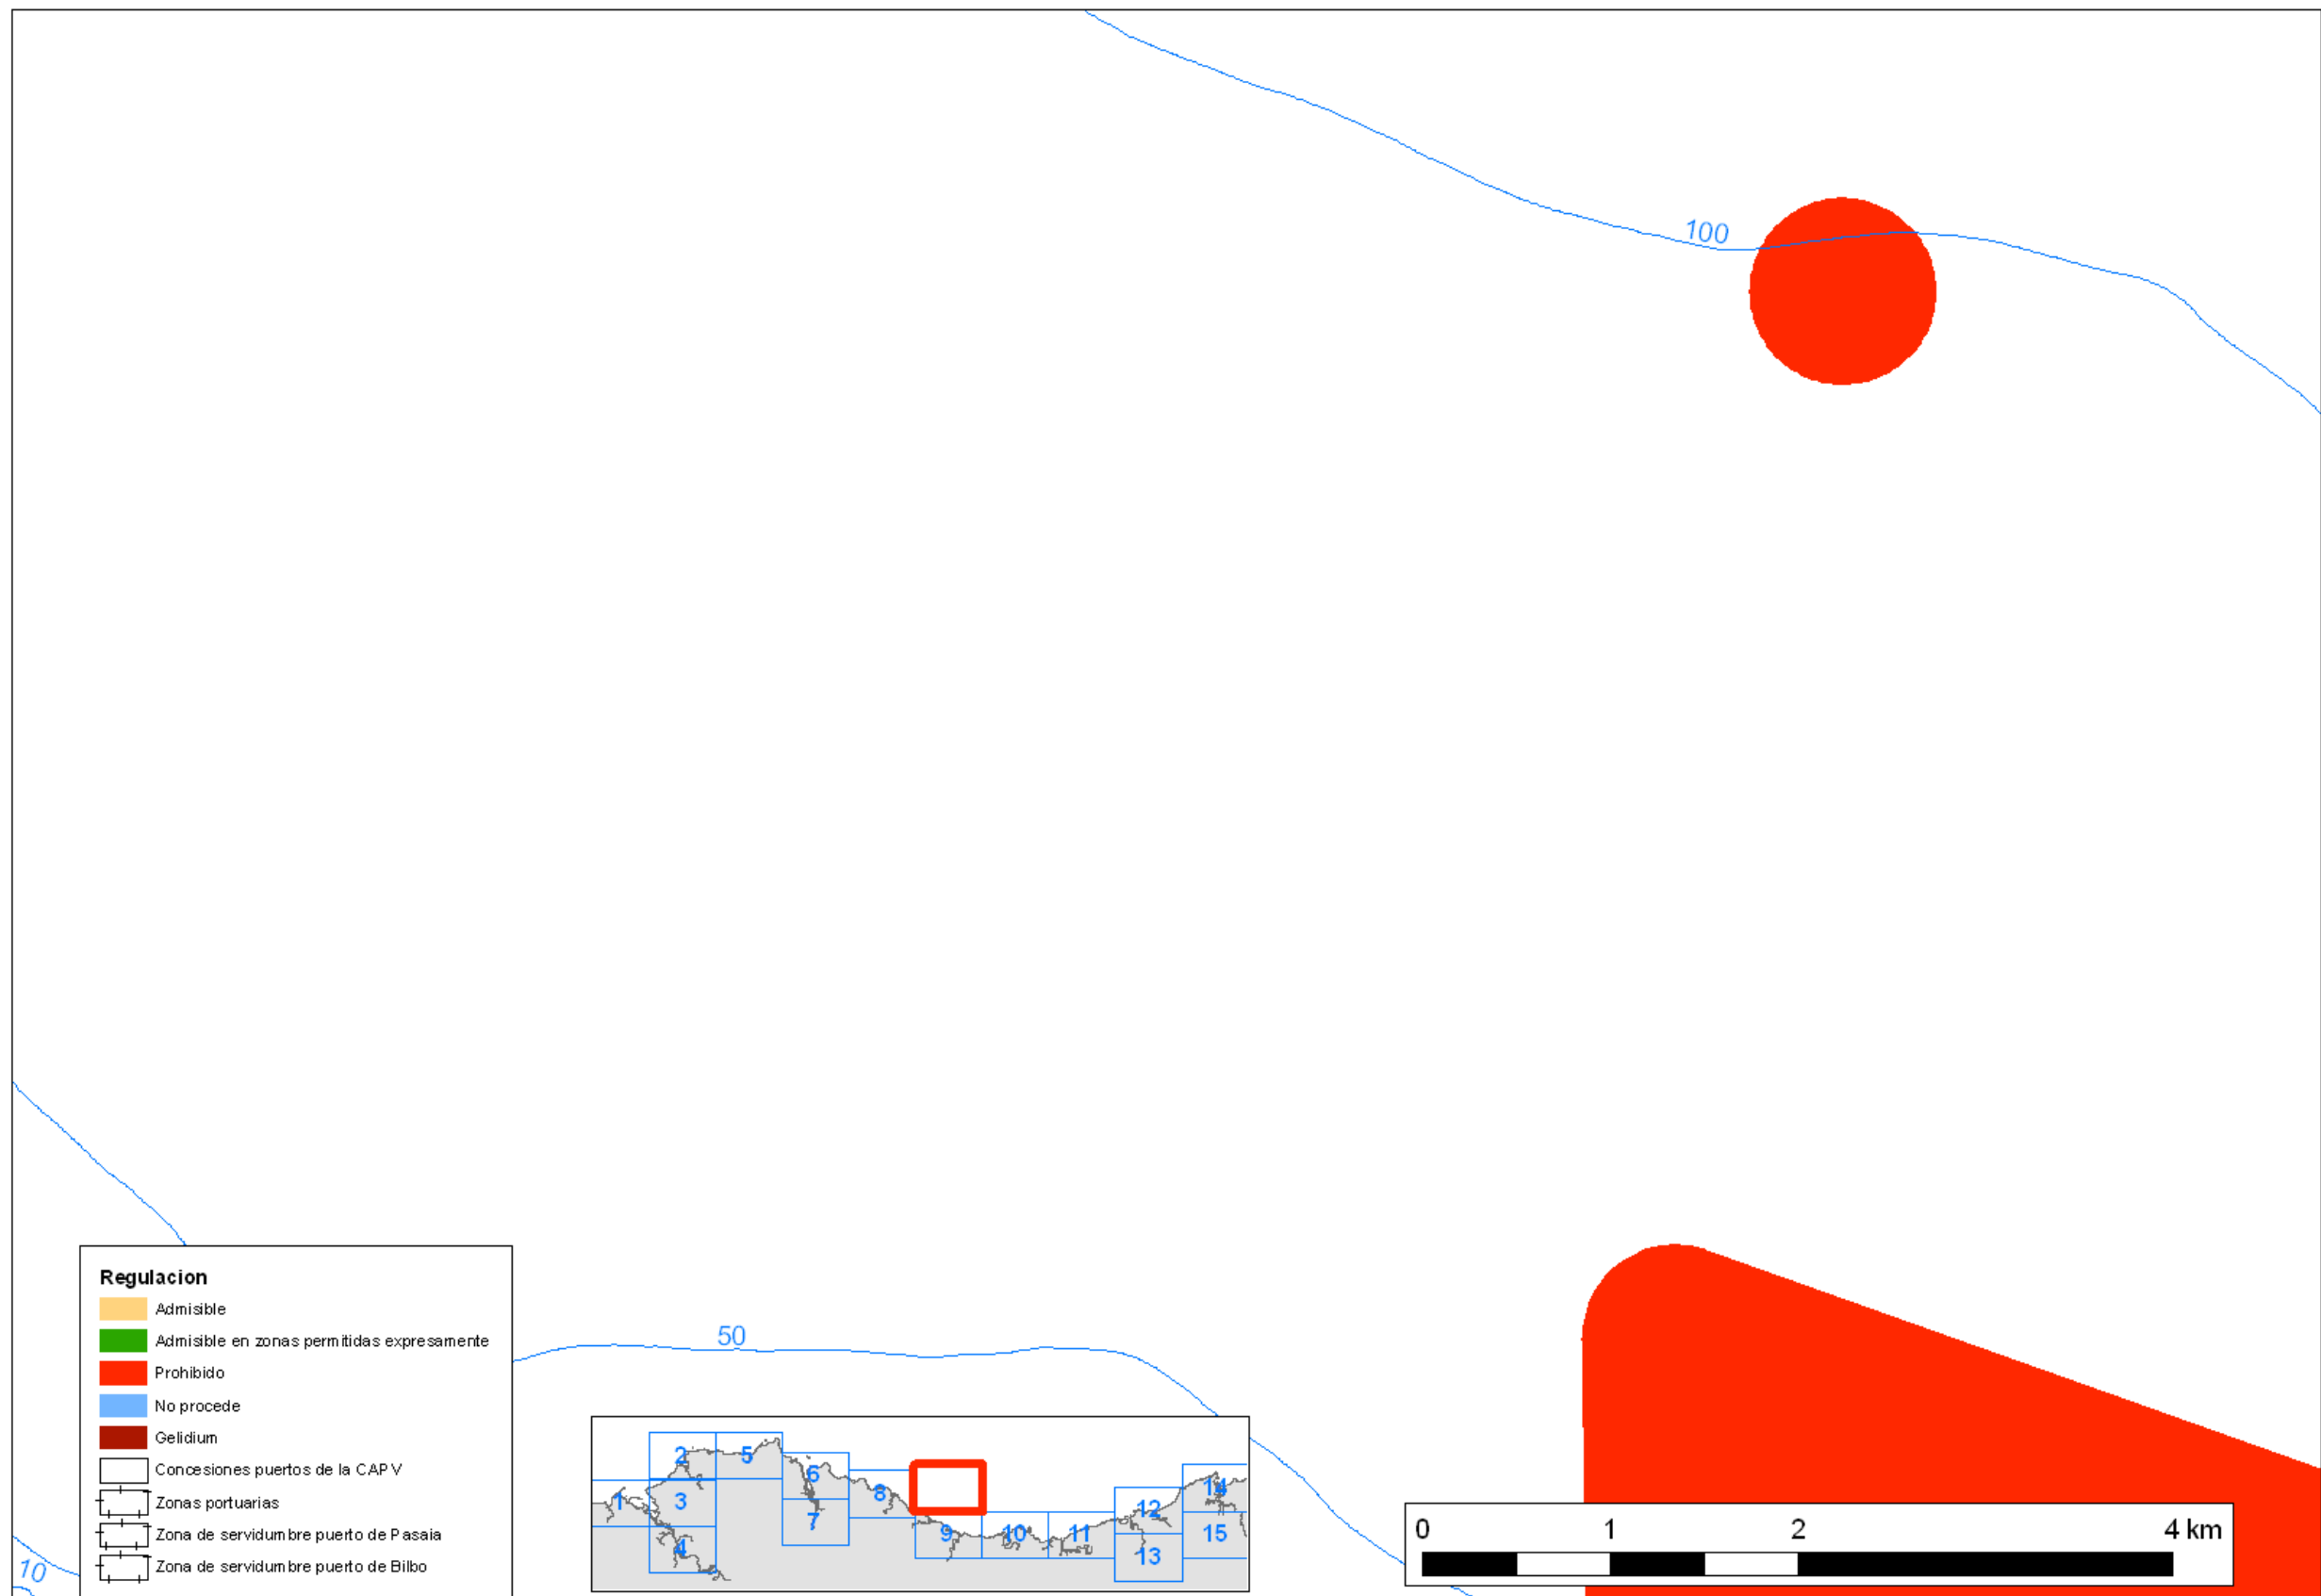 100
50
10
Regulacion
Admisible
Admisible en zonas permitidas expresamente
Prohibido
No procede
Gelidium
Concesiones puertos de la CAPV
Zonas portuarias
Zona de servidumbre puerto de Pasaia
Zona de servidumbre puerto de Bilbo
2 5
6
1 3 8 12 14
7 9 10 11 15
4 13
0 1 2 4 km